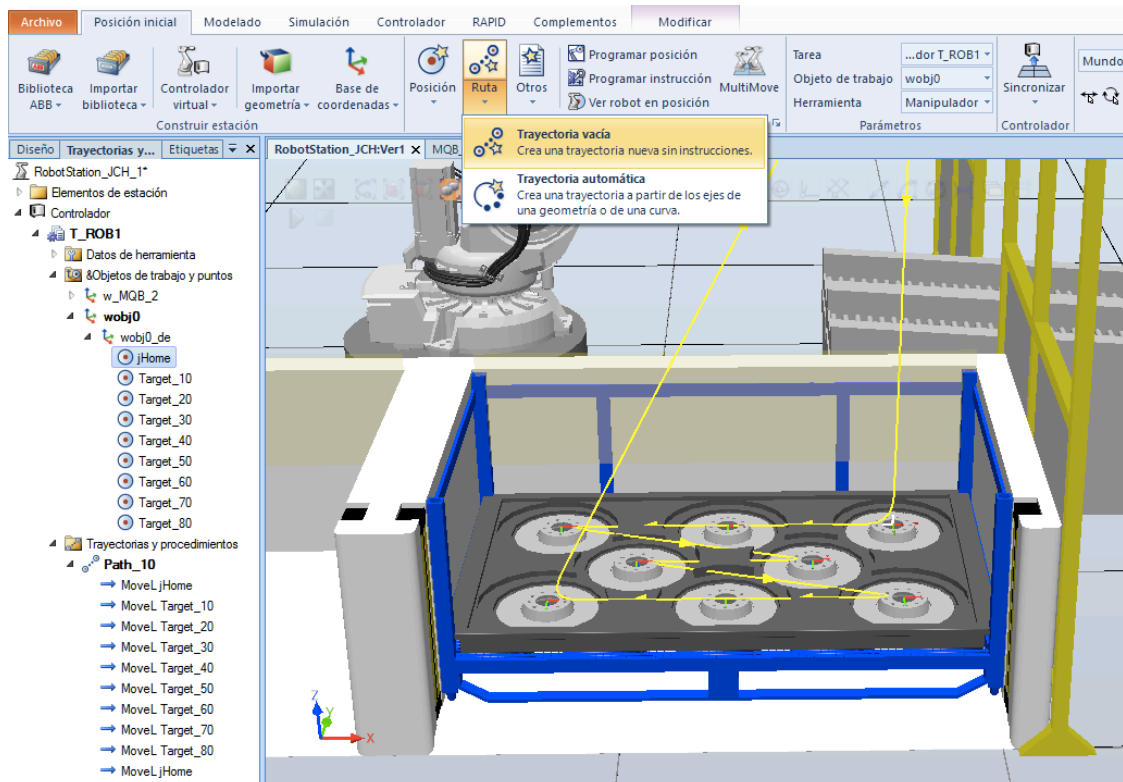 Archivo
Posición inicial
Modelado
Simulación
Controlador
RAPID
Complementos
Modificar
Biblioteca
ABB
Importar
biblioteca
Controlador
virtual
Importar
geometría
Base de
coordenadas
Construir estación
Posición
Ruta
Otros
Programar posición
Programar instrucción
Ver robot en posición
MultiMove
Tarea
...dor T_ROB1
Objeto de trabajo
wobj0
Herramienta
Manipulador
Parámetros
Sincronizar
Controlador
Mundo
Trayectoria vacía
Crea una trayectoria nueva sin instrucciones.
Trayectoria automática
Crea una trayectoria a partir de los ejes de
una geometría o de una curva.
Diseño
Trayectorias y...
Etiquetas
RobotStation_JCH:Ver1
MQB_
RobotStation_JCH_1*
Elementos de estación
Controlador
T_ROB1
Datos de herramienta
&Objetos de trabajo y puntos
w_MQB_2
wobj0
wobj0_de
jHome
Target_10
Target_20
Target_30
Target_40
Target_50
Target_60
Target_70
Target_80
Trayectorias y procedimientos
Path_10
MoveL jHome
MoveL Target_10
MoveL Target_20
MoveL Target_30
MoveL Target_40
MoveL Target_50
MoveL Target_60
MoveL Target_70
MoveL Target_80
MoveL jHome
Z
Y
X